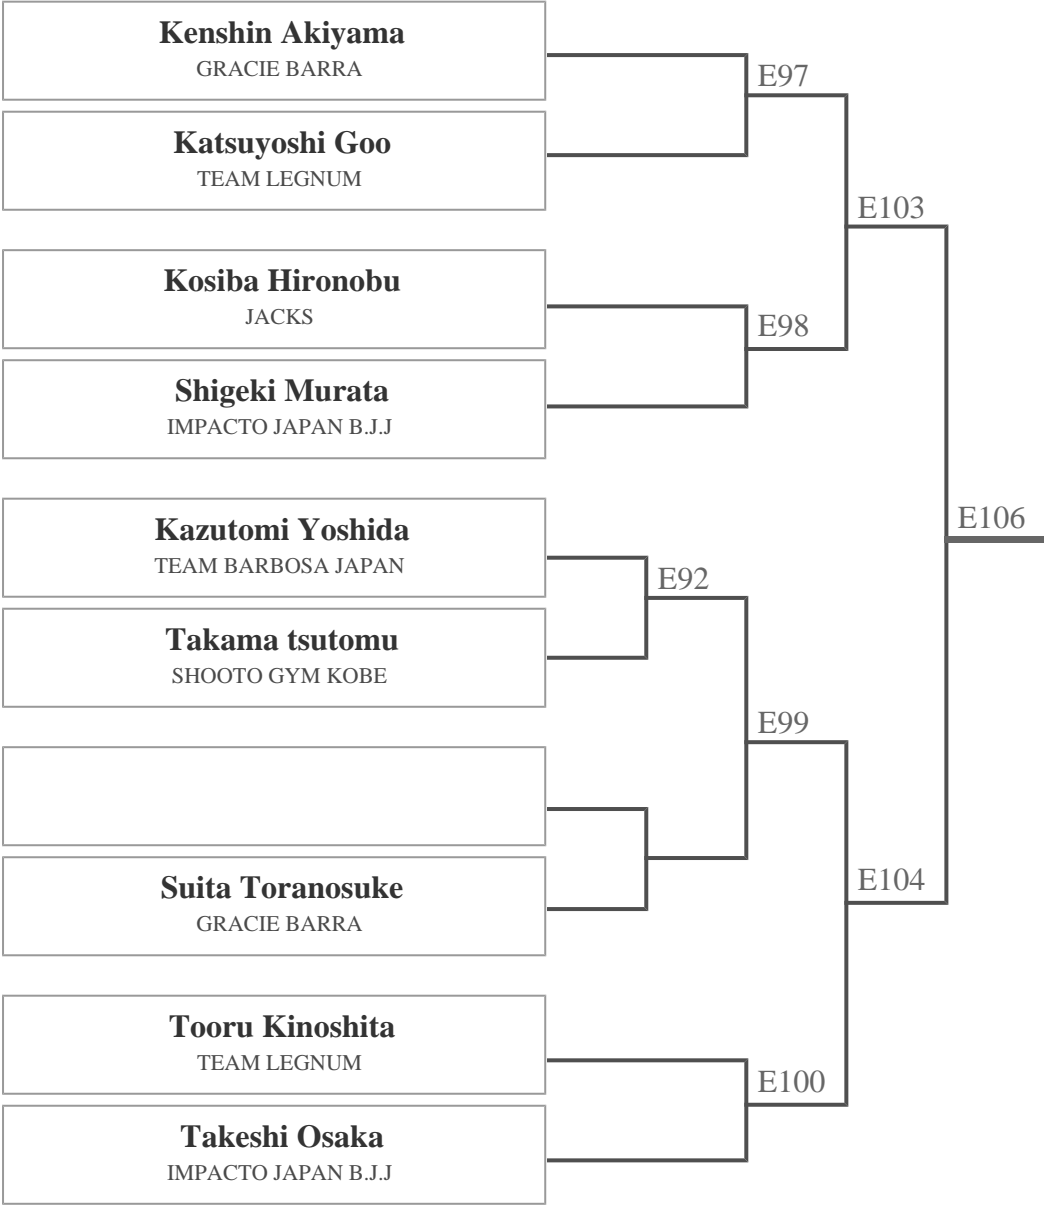 Kenshin Akiyama
GRACIE BARRA
E97
Katsuyoshi Goo
TEAM LEGNUM
E103
Kosiba Hironobu
JACKS
E98
Shigeki Murata
IMPACTO JAPAN B.J.J
E106
Kazutomi Yoshida
TEAM BARBOSA JAPAN
E92
Takama tsutomu
SHOOTO GYM KOBE
E99
Suita Toranosuke
GRACIE BARRA
E104
Tooru Kinoshita
TEAM LEGNUM
E100
Takeshi Osaka
IMPACTO JAPAN B.J.J